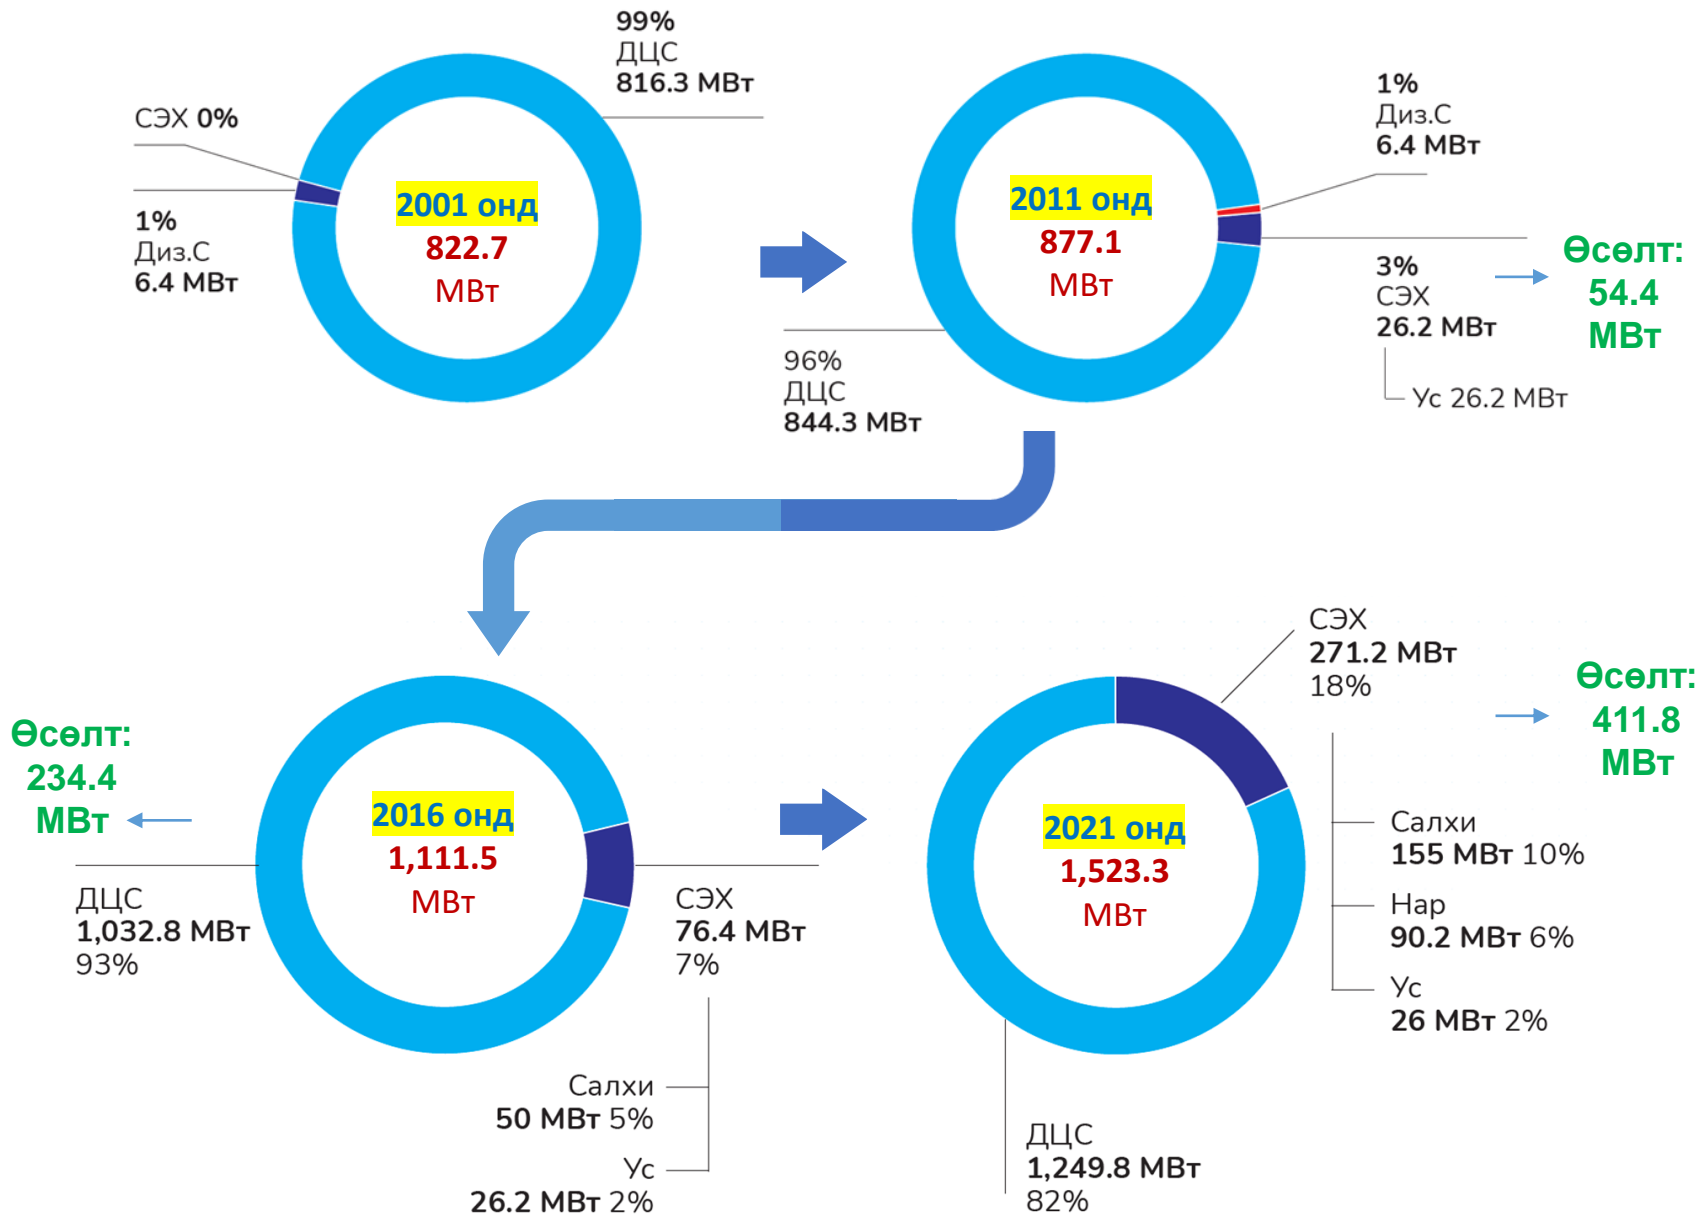 99%
ДЦС
816.3 МВт
СЭХ 0%
1%
Диз.С
6.4 МВт
2001 онд
822.7
МВт
1%
Диз.С
6.4 МВт
2011 онд
877.1
МВт
3%
СЭХ
26.2 МВт
Ус 26.2 МВт
96%
ДЦС
844.3 МВт
Өсөлт:
54.4
МВт
Өсөлт:
234.4
МВт
ДЦС
1,032.8 МВт
93%
2016 онд
1,111.5
МВт
СЭХ
76.4 МВт
7%
Салхи
50 МВт 5%
Ус
26.2 МВт 2%
2021 онд
1,523.3
МВт
СЭХ
271.2 МВт
18%
Салхи
155 МВт 10%
Нар
90.2 МВт 6%
Ус
26 МВт 2%
ДЦС
1,249.8 МВт
82%
Өсөлт:
411.8
МВт